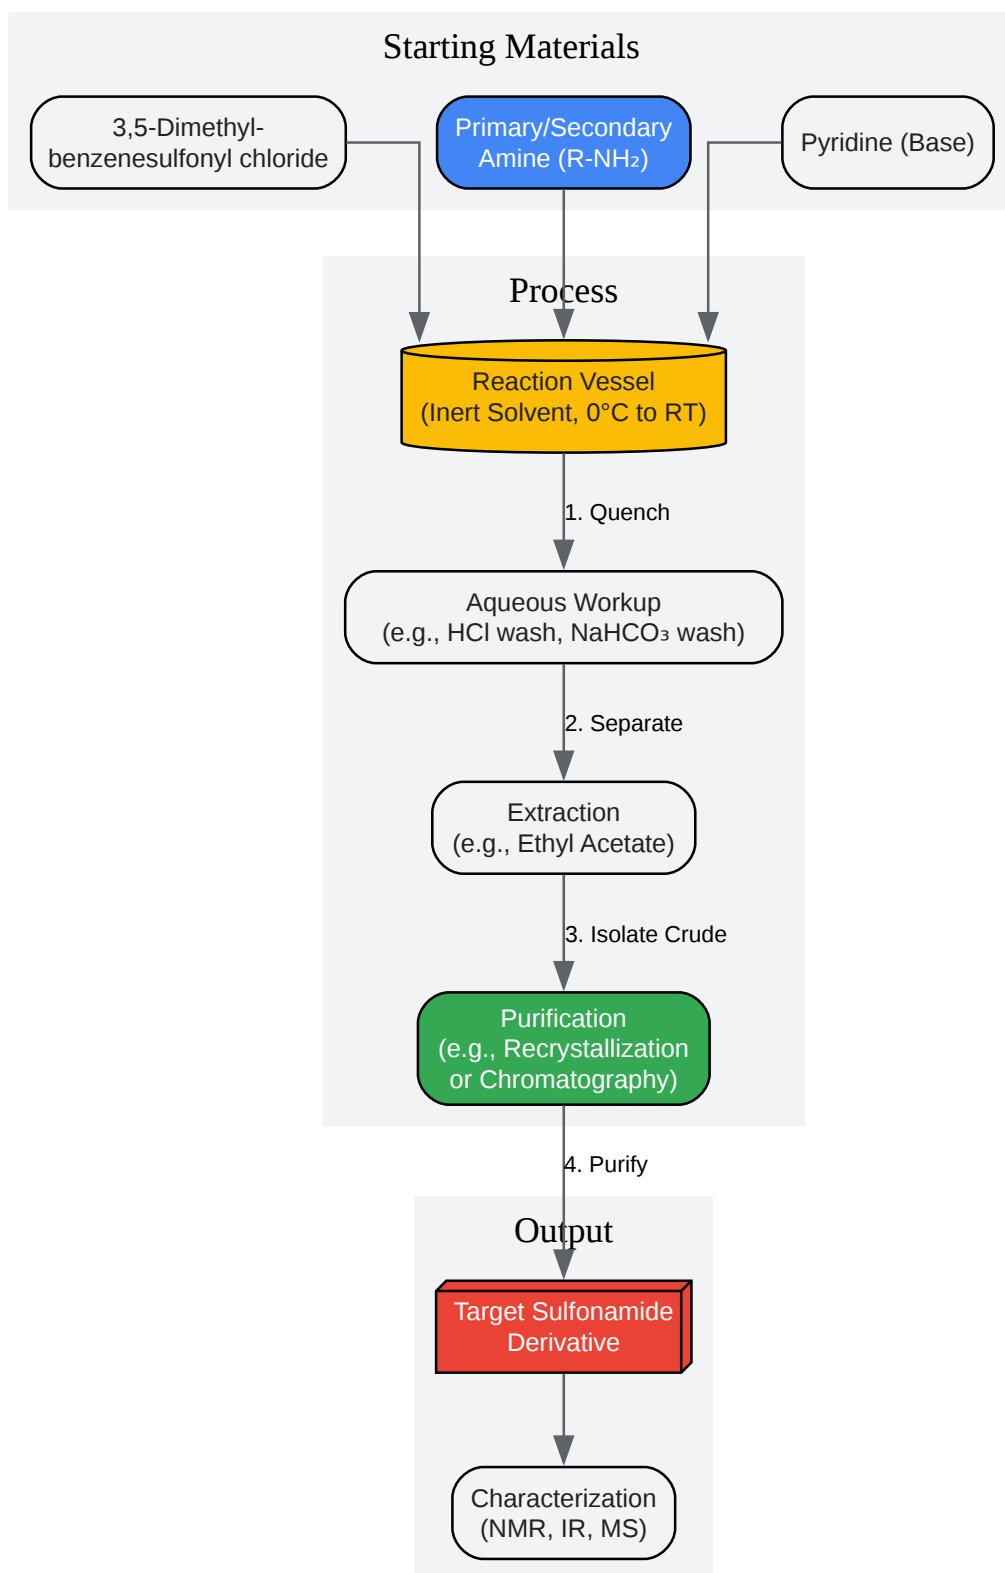 Starting Materials
3,5-Dimethyl-
benzenesulfonyl chloride
Primary/Secondary
Amine (R-NH₂)
Pyridine (Base)
Process
Reaction Vessel
(Inert Solvent, 0°C to RT)
1. Quench
Aqueous Workup
(e.g., HCl wash, NaHCO₃ wash)
2. Separate
Extraction
(e.g., Ethyl Acetate)
3. Isolate Crude
Purification
(e.g., Recrystallization
or Chromatography)
4. Purify
Output
Target Sulfonamide
Derivative
Characterization
(NMR, IR, MS)